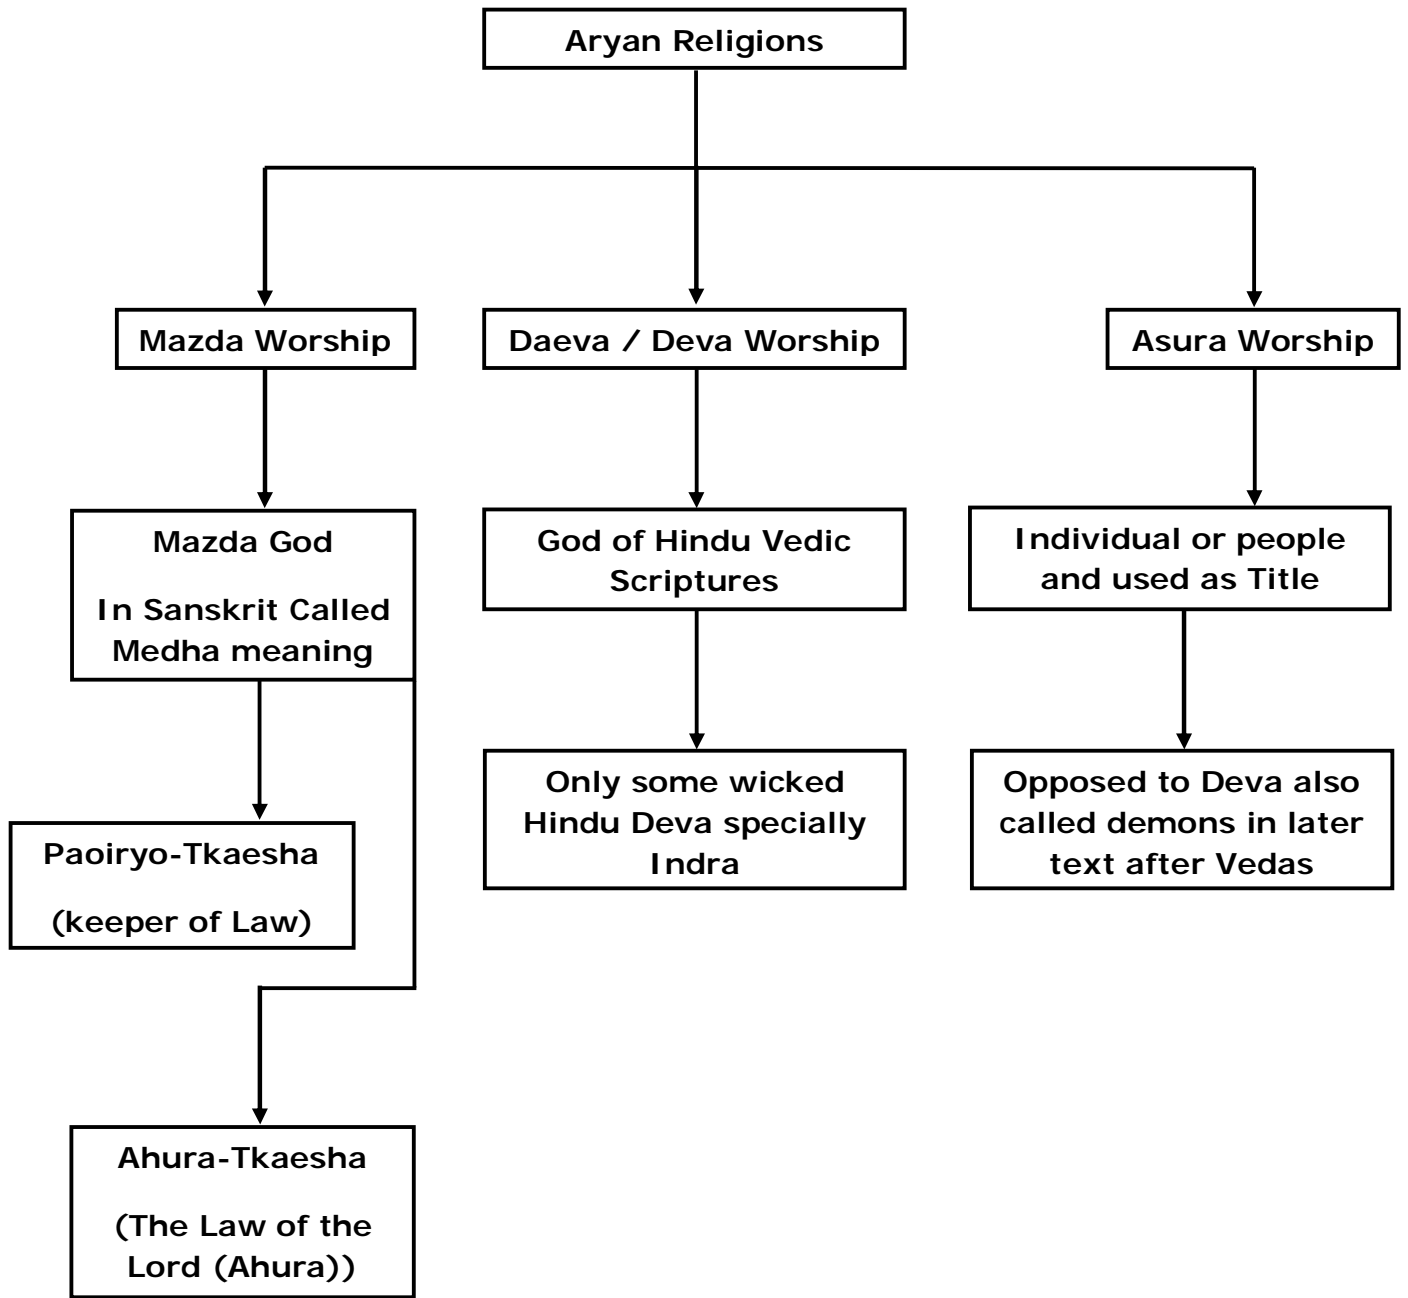 Aryan Religions
Mazda Worship
Daeva / Deva Worship
Asura Worship
Mazda God
In Sanskrit Called
Medha meaning
God of Hindu Vedic
Scriptures
Individual or people
and used as Title
Paoiryo-Tkaesha
(keeper of Law)
Only some wicked
Hindu Deva specially
Indra
Opposed to Deva also
called demons in later
text after Vedas
Ahura-Tkaesha
(The Law of the
Lord (Ahura))